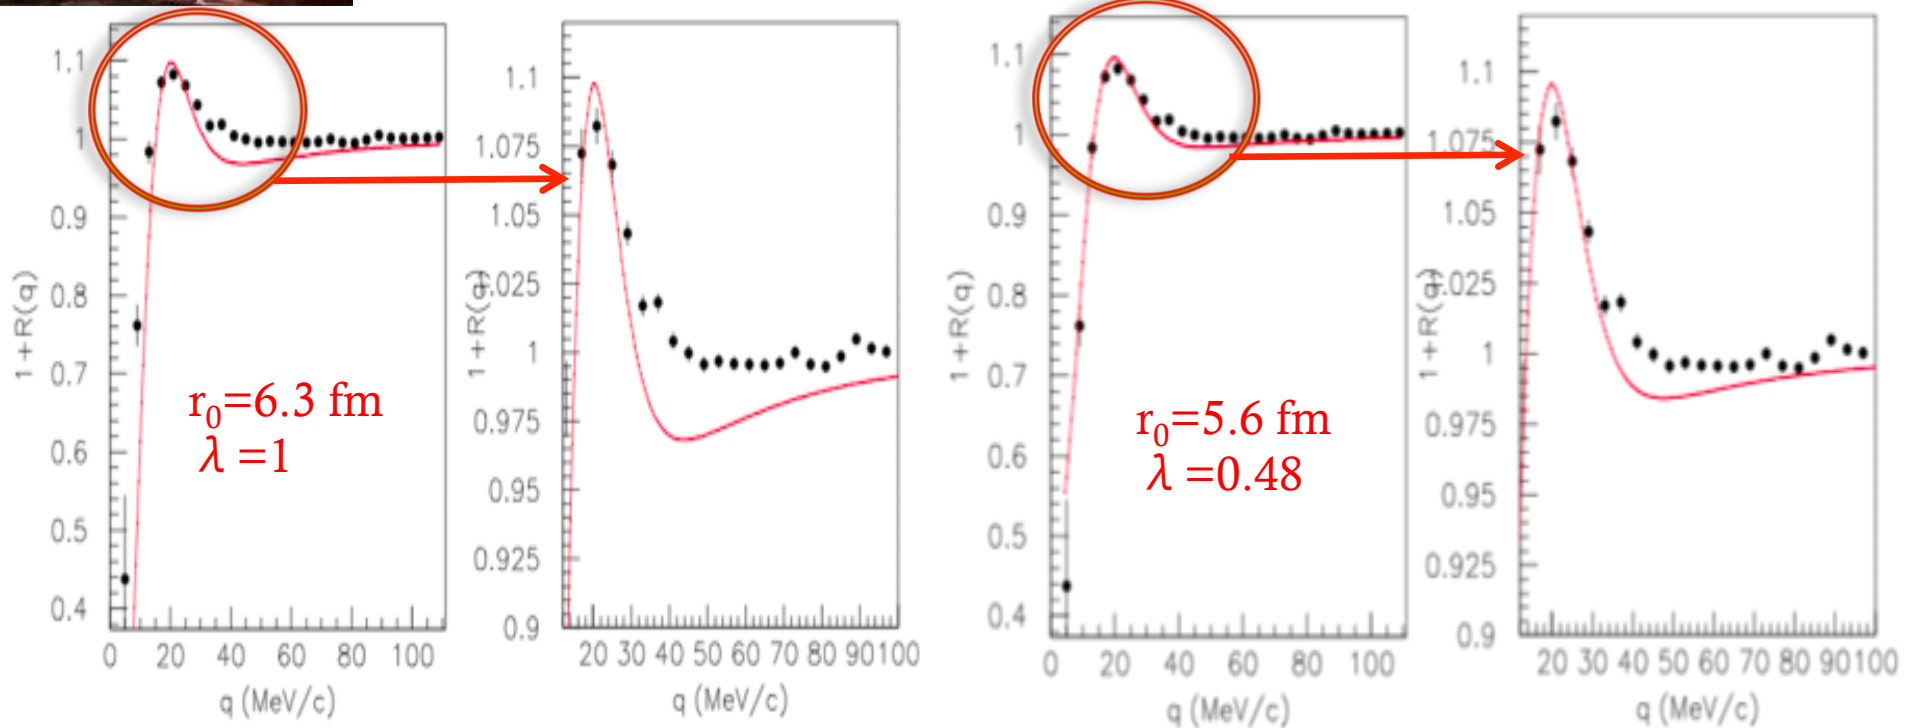 1.1
1
0.9
0.8
0.7
0.6
0.5
0.4
1+R(q)
r₀=6.3 fm
λ =1
0 20 40 60 80 100
q (MeV/c)
1.1
1.075
1.05
1.025
1
0.975
0.95
0.925
0.9
1+R(q)
20 30 40 50 60 70 80 90 100
q (MeV/c)
1.1
1
0.9
0.8
0.7
0.6
0.5
0.4
1+R(q)
r₀=5.6 fm
λ =0.48
0 20 40 60 80 100
q (MeV/c)
1.1
1.075
1.05
1.025
1
0.975
0.95
0.925
0.9
1+R(q)
20 30 40 50 60 70 80 90 100
q (MeV/c)